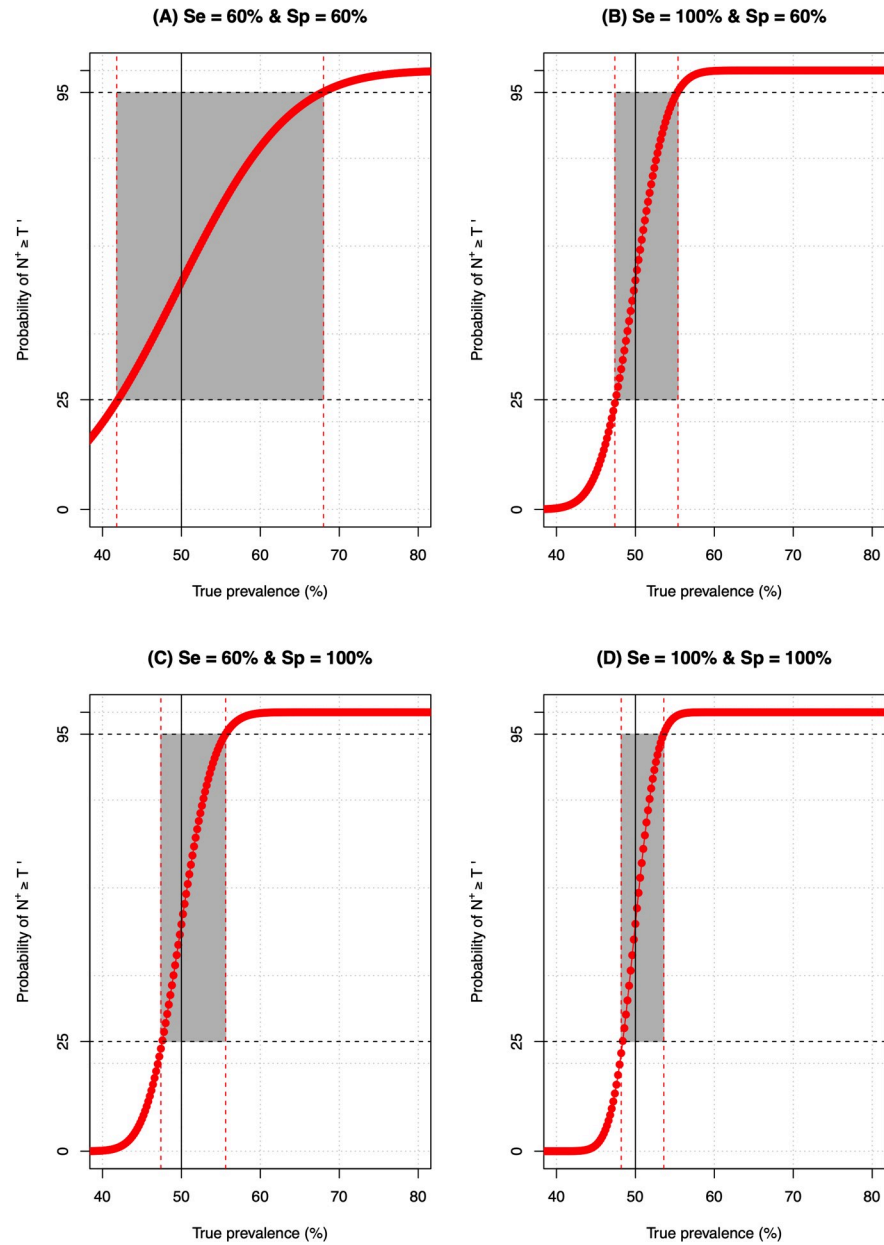 (A) Se = 60% & Sp = 60%
Probability of N⁺ ≥ T '
95
25
0
40 50 60 70 80
True prevalence (%)
(B) Se = 100% & Sp = 60%
Probability of N⁺ ≥ T '
95
25
0
40 50 60 70 80
True prevalence (%)
(C) Se = 60% & Sp = 100%
Probability of N⁺ ≥ T '
95
25
0
40 50 60 70 80
True prevalence (%)
(D) Se = 100% & Sp = 100%
Probability of N⁺ ≥ T '
95
25
0
40 50 60 70 80
True prevalence (%)